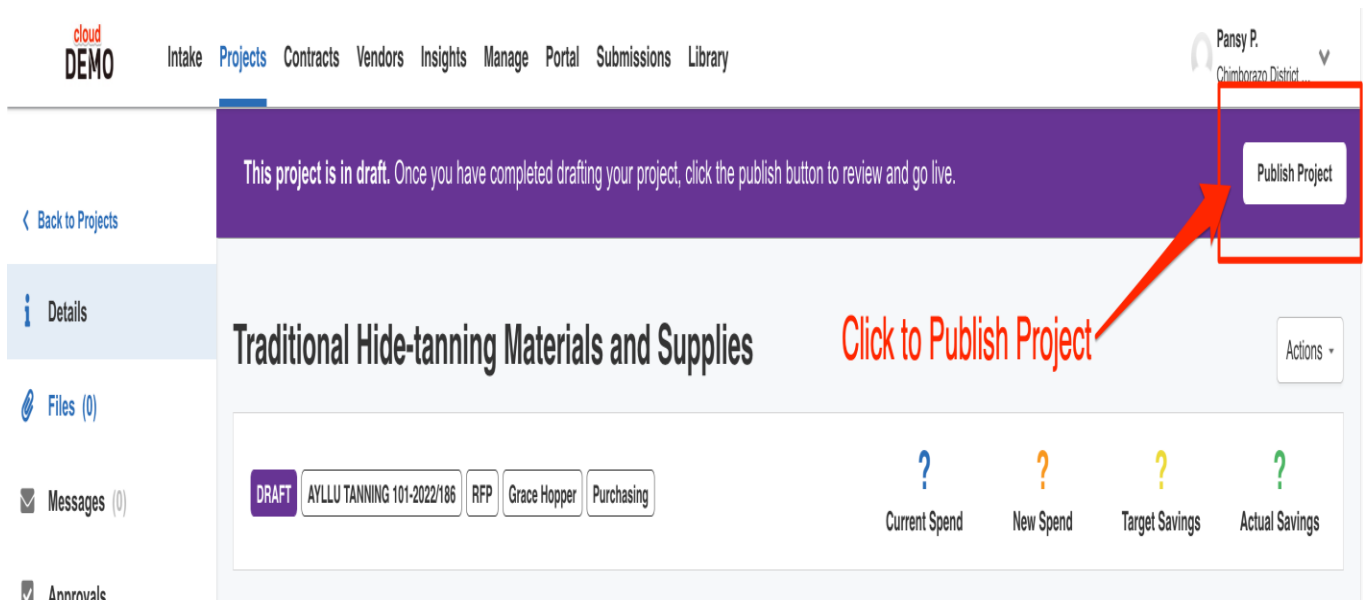 cloud
DEMO
Intake Projects Contracts Vendors Insights Manage Portal Submissions Library
Pansy P.
Chimborazo District ...
This project is in draft. Once you have completed drafting your project, click the publish button to review and go live.
Publish Project
Back to Projects
Details
Files (0)
Messages (0)
Approvals
Traditional Hide-tanning Materials and Supplies
Click to Publish Project
Actions
DRAFT AYLLU TANNING 101-2022/186 RFP Grace Hopper Purchasing
? ? ? ?
Current Spend New Spend Target Savings Actual Savings